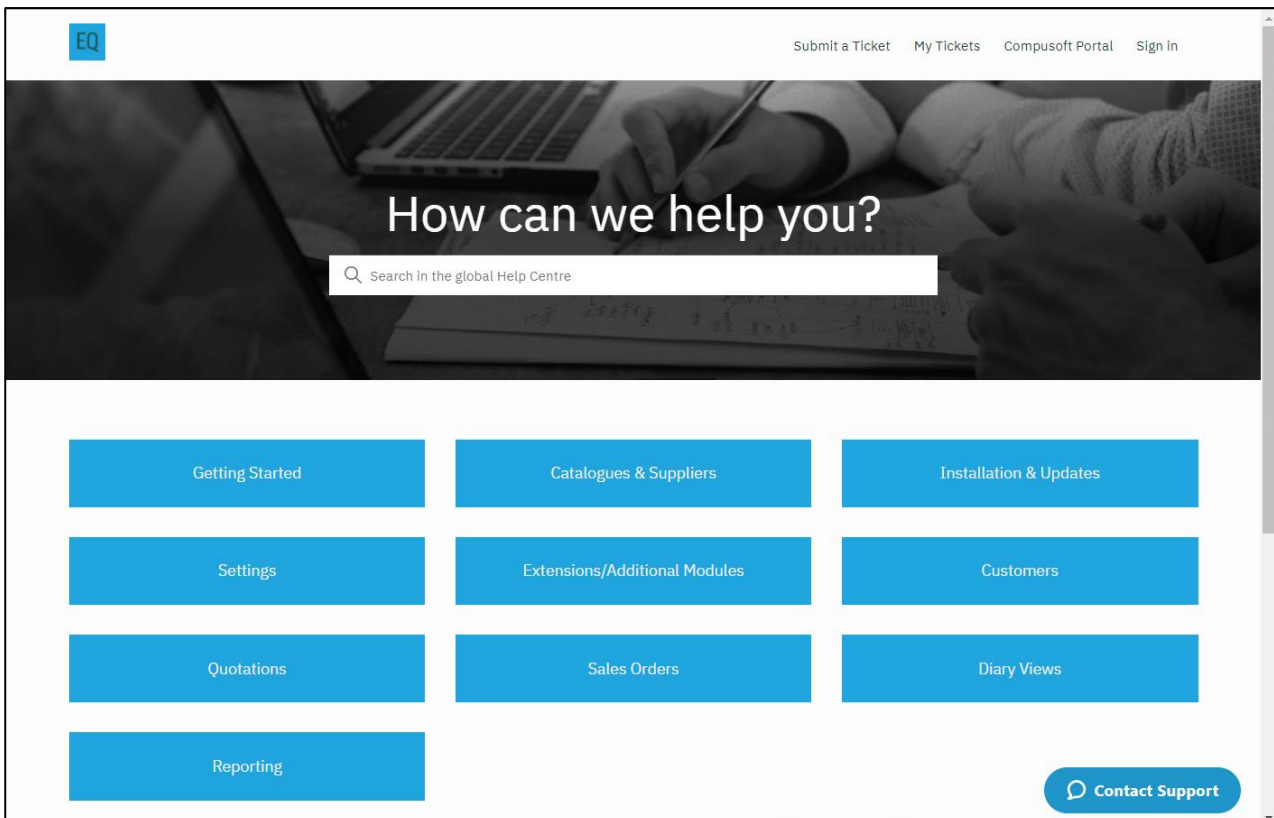 EQ
Submit a Ticket My Tickets Compusoft Portal Sign in
How can we help you?
Search in the global Help Centre
Getting Started Catalogues & Suppliers Installation & Updates
Settings Extensions/Additional Modules Customers
Quotations Sales Orders Diary Views
Reporting
Contact Support